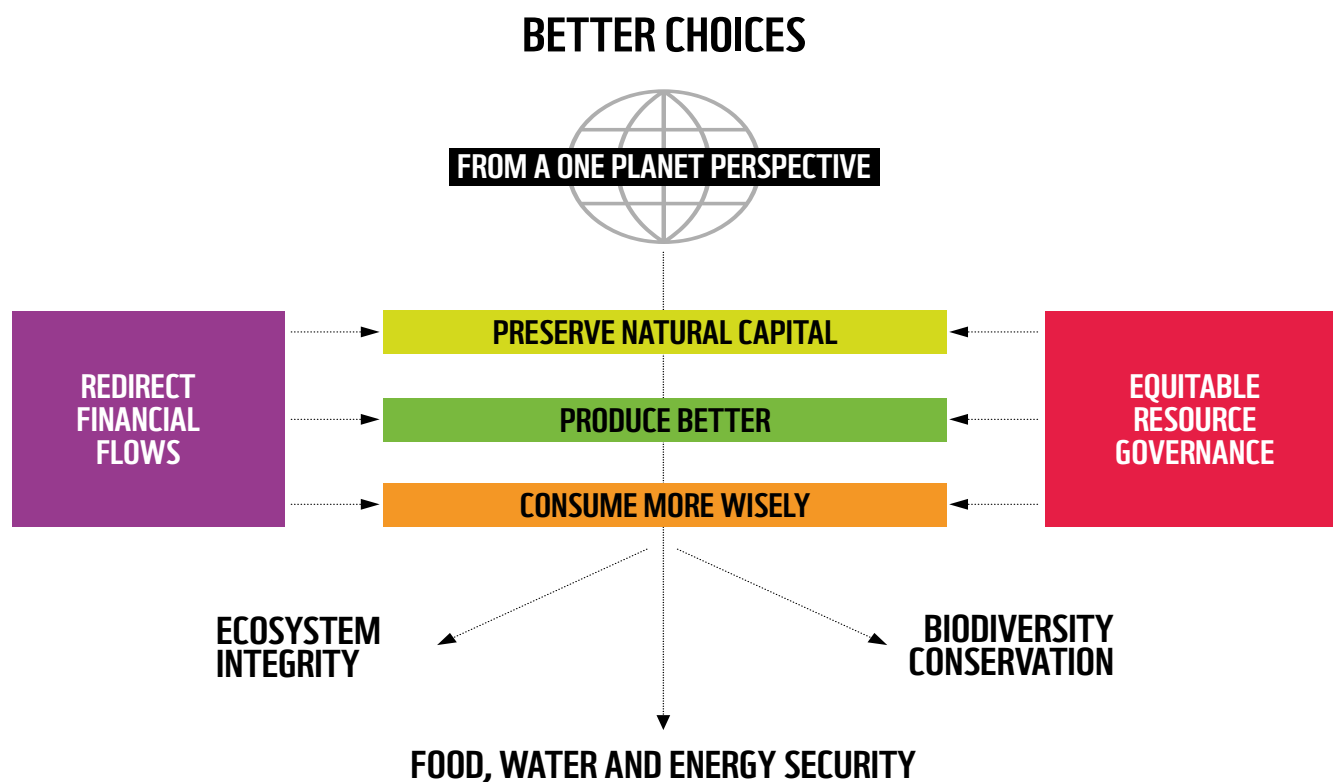 BETTER CHOICES
FROM A ONE PLANET PERSPECTIVE
PRESERVE NATURAL CAPITAL
REDIRECT
FINANCIAL
FLOWS
PRODUCE BETTER
EQUITABLE
RESOURCE
GOVERNANCE
CONSUME MORE WISELY
ECOSYSTEM
INTEGRITY
BIODIVERSITY
CONSERVATION
FOOD, WATER AND ENERGY SECURITY